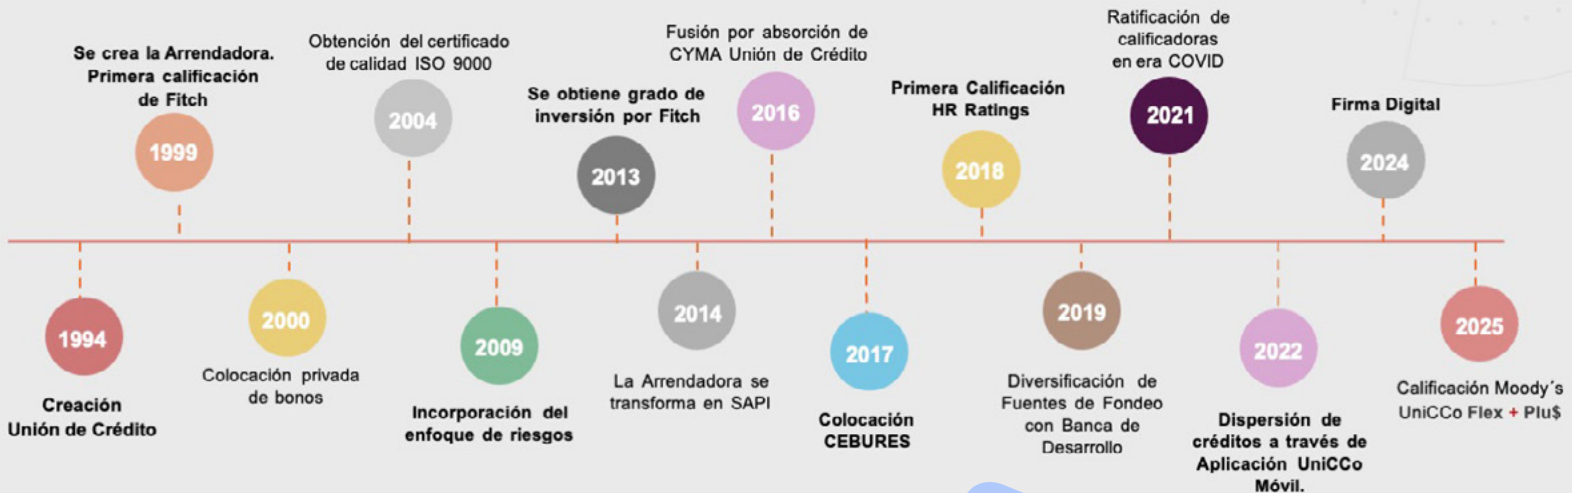 Se crea la Arrendadora.
Primera calificación
de Fitch
1999
Obtención del certificado
de calidad ISO 9000
2004
Se obtiene grado de
inversión por Fitch
2013
Fusión por absorción de
CYMA Unión de Crédito
2016
Primera Calificación
HR Ratings
2018
Ratificación de
calificadoras
en era COVID
2021
Firma Digital
2024
1994
Creación
Unión de Crédito
2000
Colocación privada
de bonos
2009
Incorporación del
enfoque de riesgos
2014
La Arrendadora se
transforma en SAPI
2017
Colocación
CEBURES
2019
Diversificación de
Fuentes de Fondeo
con Banca de
Desarrollo
2022
Dispersión de
créditos a través de
Aplicación UniCCo
Móvil.
2025
Calificación Moody´s
UniCCo Flex + Plu$